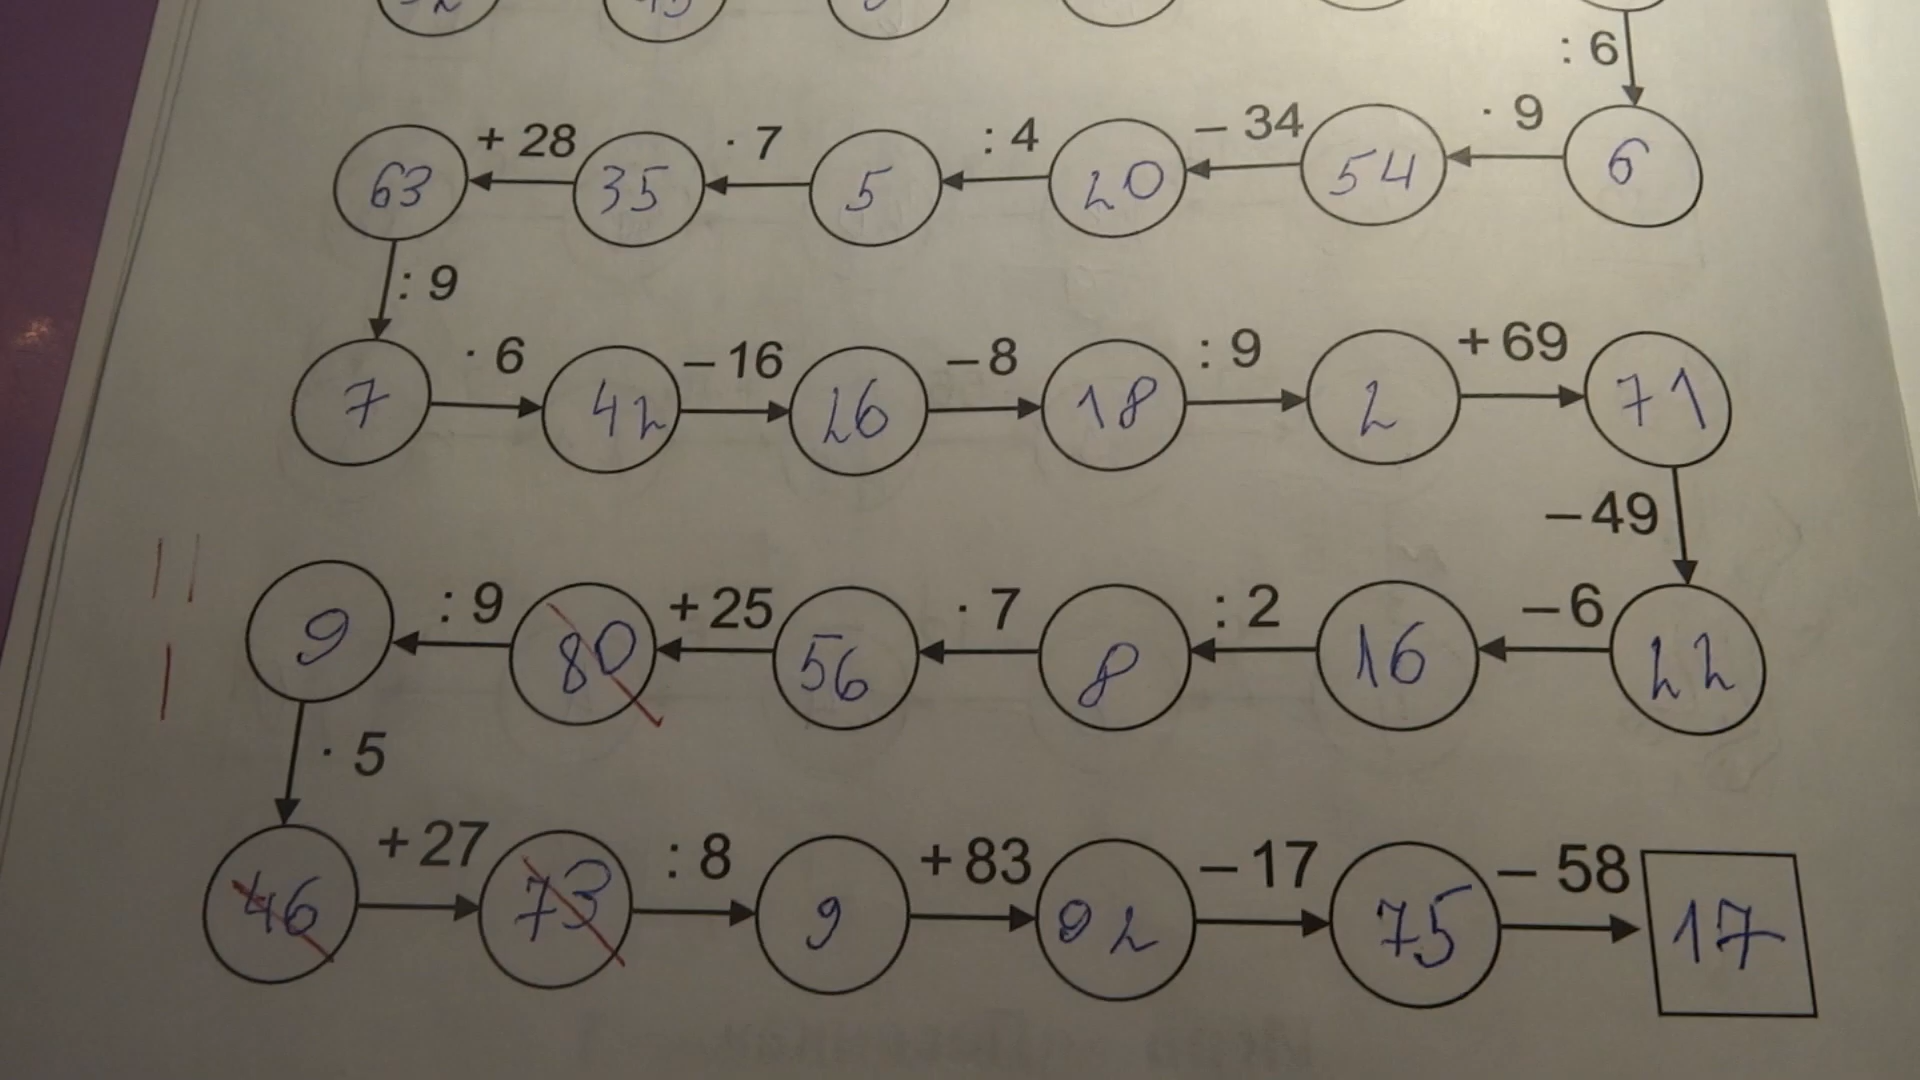 : 6
63 + 28 35 · 7 5 : 4 20 – 34 54 · 9 6
: 9
7 · 6 42 – 16 26 – 8 18 : 9 2 + 69 71
– 49
9 : 9 80 + 25 56 · 7 8 : 2 16 – 6 22
· 5
46 + 27 73 : 8 9 + 83 92 – 17 75 – 58 17